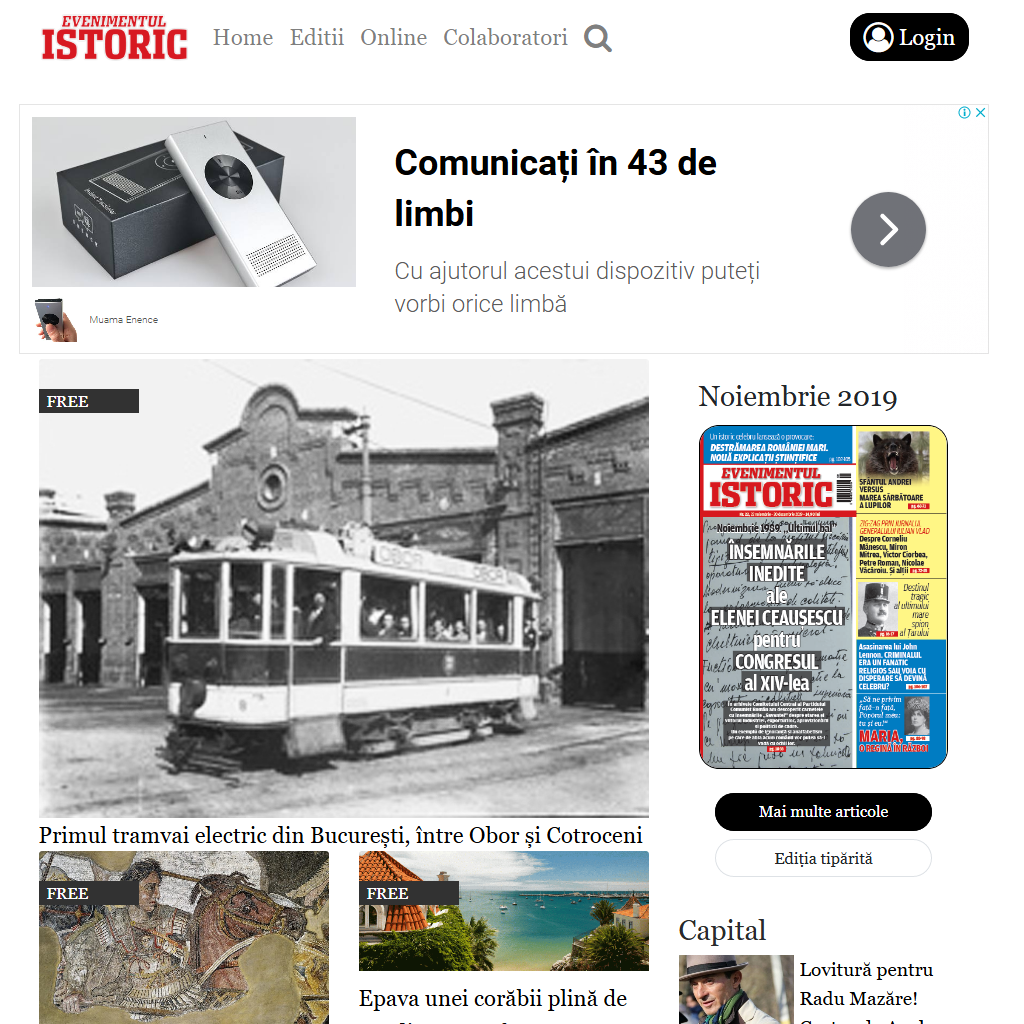 EVENIMENTUL
ISTORIC
Home Editii Online Colaboratori
Login
Comunicați în 43 de
limbi
Cu ajutorul acestui dispozitiv puteți
vorbi orice limbă
Muama Enence
FREE
Primul tramvai electric din București, între Obor și Cotroceni
FREE
FREE
Epava unei corăbii plină de
Noiembrie 2019
Un istoric celebru lansează o provocare:
DESTRĂMAREA ROMÂNIEI MARI.
NOUĂ EXPLICAȚII ȘTIINȚIFICE
EVENIMENTUL
ISTORIC
Noiembrie 1989. „Ultimul bal"
ÎNSEMNĂRILE
INEDITE
ale
ELENEI CEAUSESCU
pentru
CONGRESUL
al XIV-lea
SFÂNTUL ANDREI
VERSUS
MAREA SĂRBĂTOARE
A LUPILOR
ZIG-ZAG PRIN JURNALUL
GENERALULUI IULIAN VLAD
Despre Corneliu
Mănescu, Miron
Mitrea, Victor Ciorbea,
Petre Roman, Nicolae
Văcăroiu. Și alții
Destinul
tragic
al ultimului
mare
spion
al Țarului
Asasinarea lui John
Lennon. CRIMINALUL
ERA UN FANATIC
RELIGIOS SAU VOIA CU
DISPERARE SĂ DEVINĂ
CELEBRU?
„Să ne privim
față-n față,
Poporul meu:
tu și eu!"
MARIA,
O REGINĂ ÎN RĂZBOI
Mai multe articole
Ediția tipărită
Capital
Lovitură pentru
Radu Mazăre!